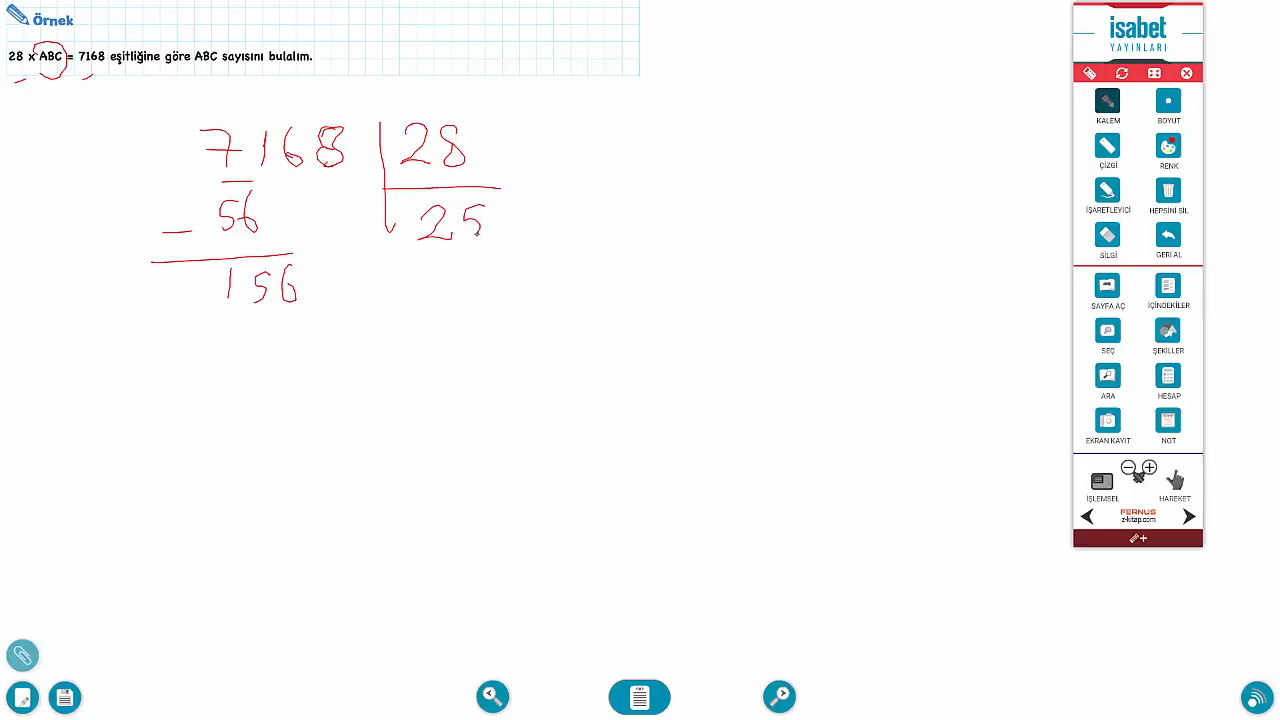 Örnek
28 x ABC = 7168 eşitliğine göre ABC sayısını bulalım.
7168 28
56 25
156
isabet
YAYINLARI
KALEM BOYUT
ÇİZGİ RENK
İŞARETLEYİCİ HEPSİNİ SİL
SİLGİ GERİ AL
SAYFA AÇ İÇİNDEKİLER
SEÇ ŞEKİLLER
ARA HESAP
EKRAN KAYIT NOT
İŞLEMSEL HAREKET
FERNUS
z-kitap.com